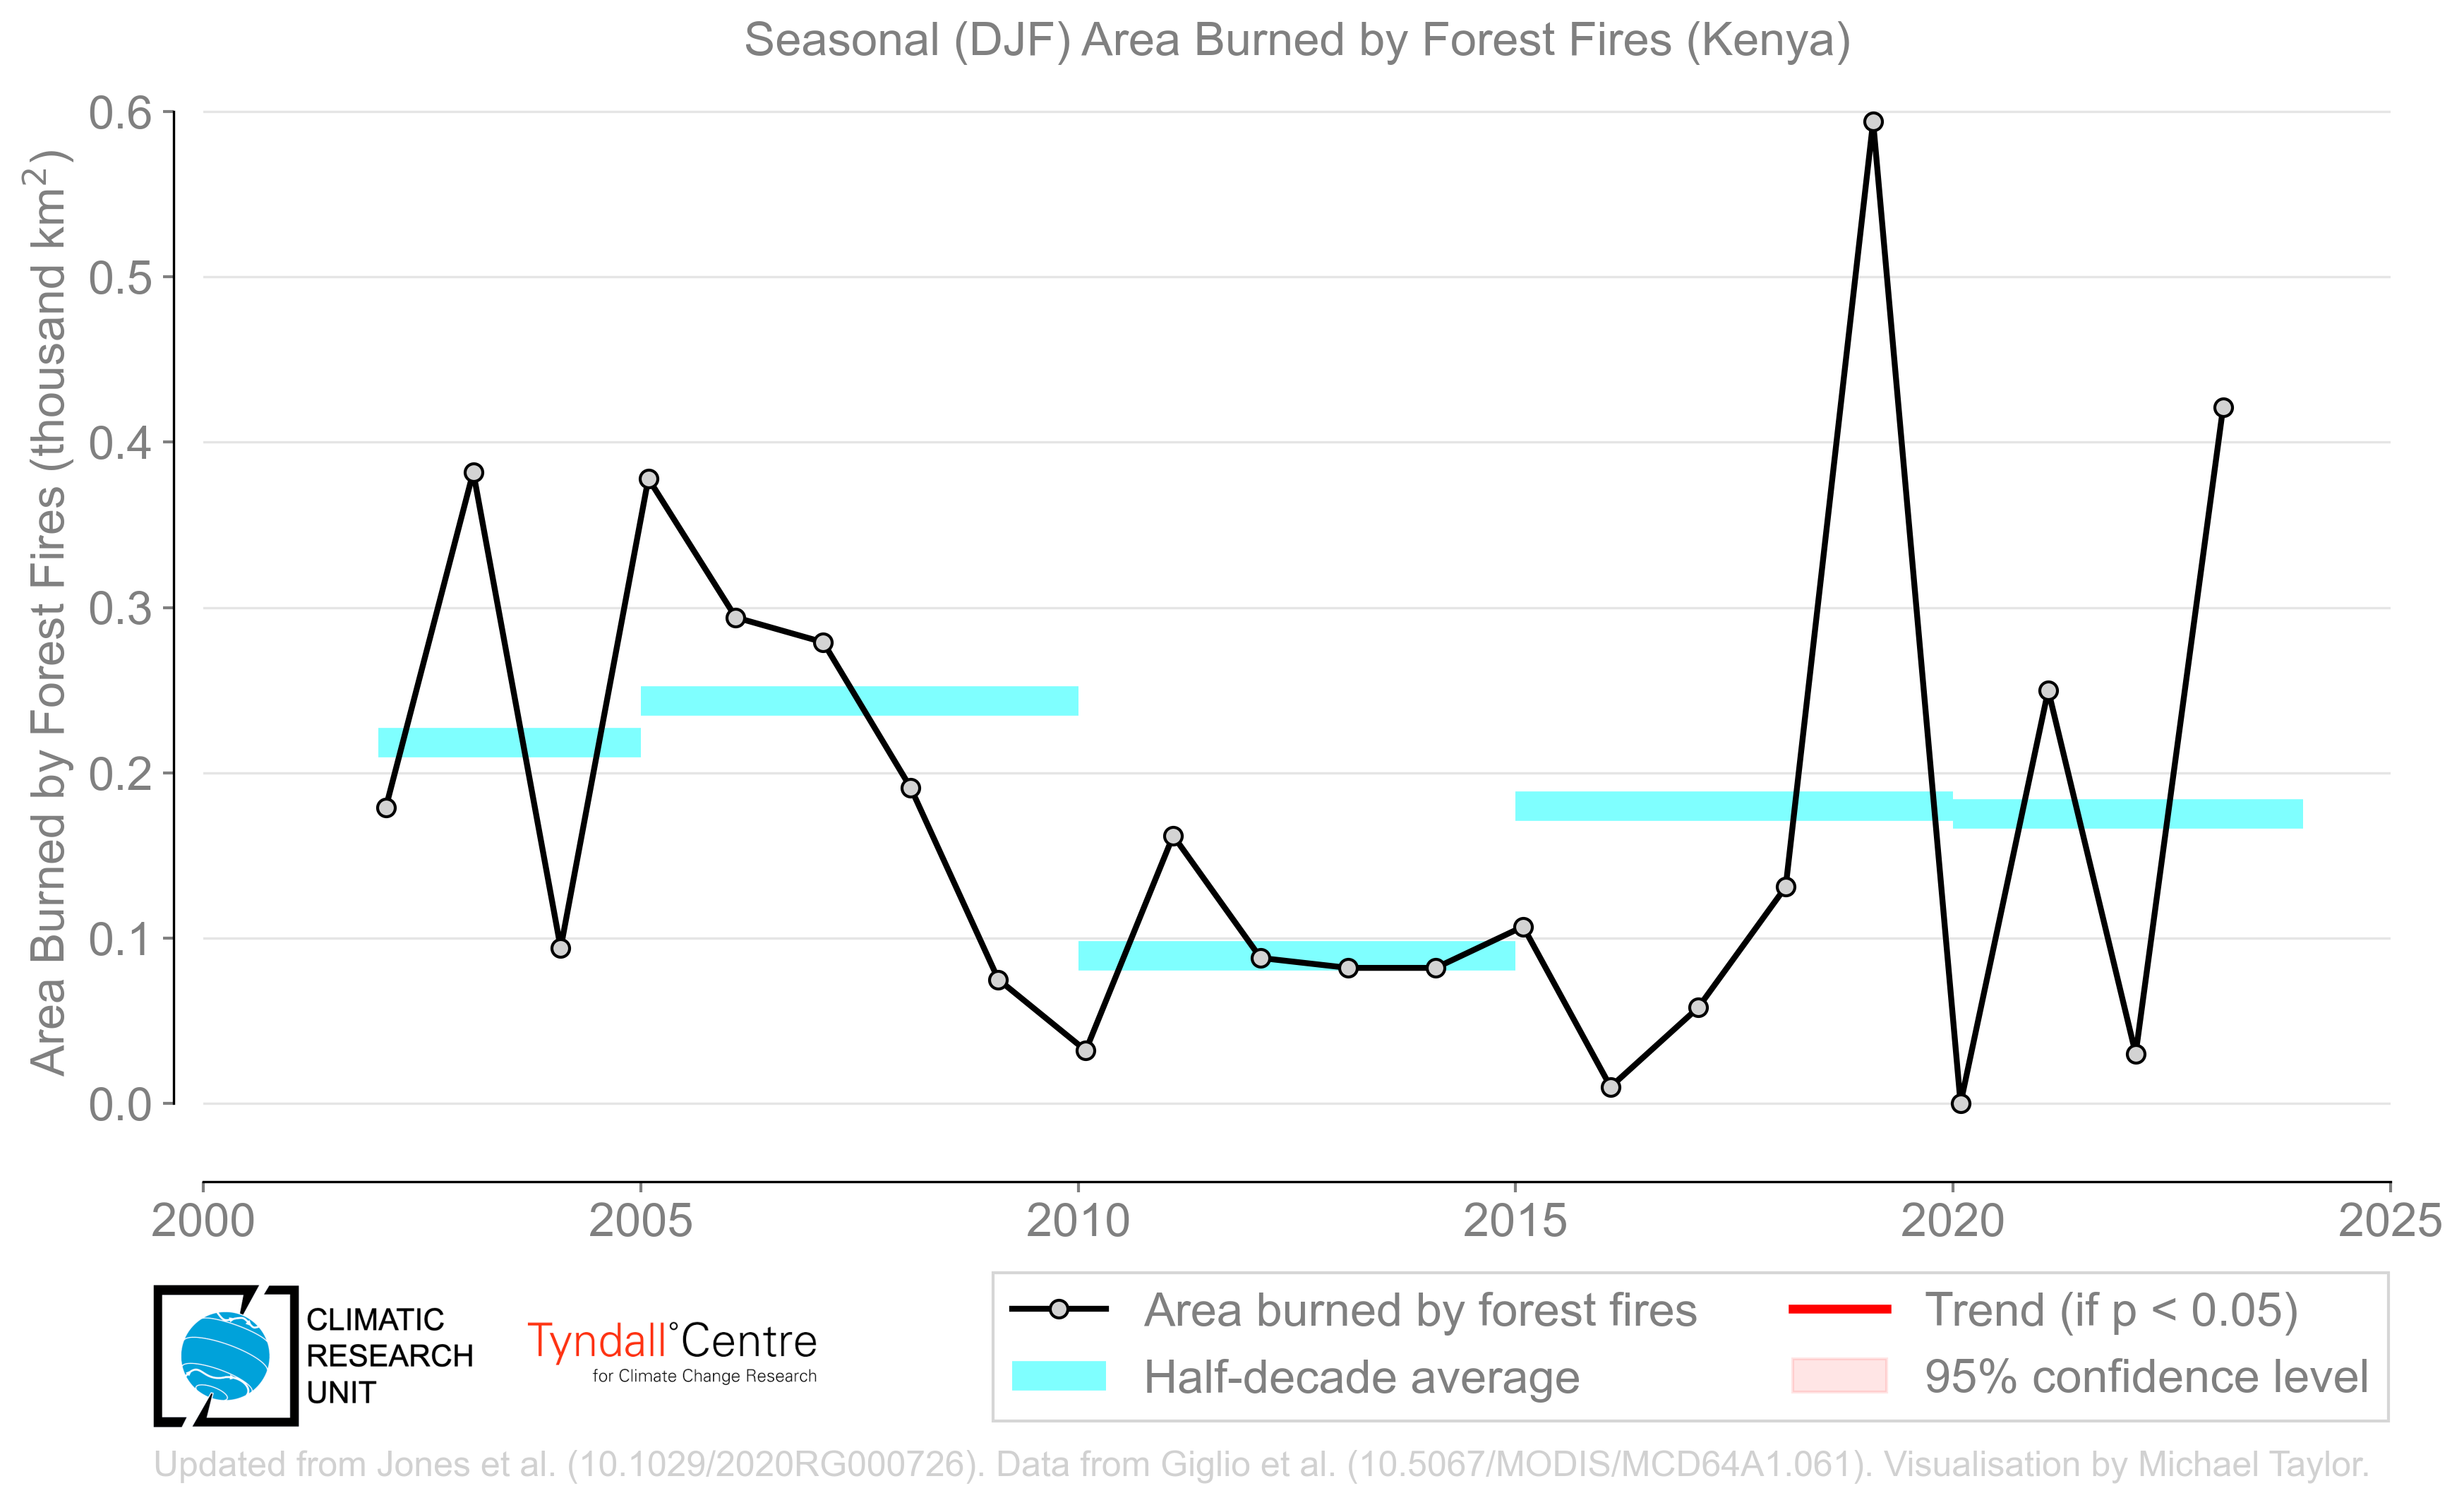 Seasonal (DJF) Area Burned by Forest Fires (Kenya)
Area Burned by Forest Fires (thousand km²)
0.6
0.5
0.4
0.3
0.2
0.1
0.0
2000 2005 2010 2015 2020 2025
CLIMATIC
RESEARCH
UNIT
Tyndall°Centre
for Climate Change Research
Area burned by forest fires
Half-decade average
Trend (if p < 0.05)
95% confidence level
Updated from Jones et al. (10.1029/2020RG000726). Data from Giglio et al. (10.5067/MODIS/MCD64A1.061). Visualisation by Michael Taylor.